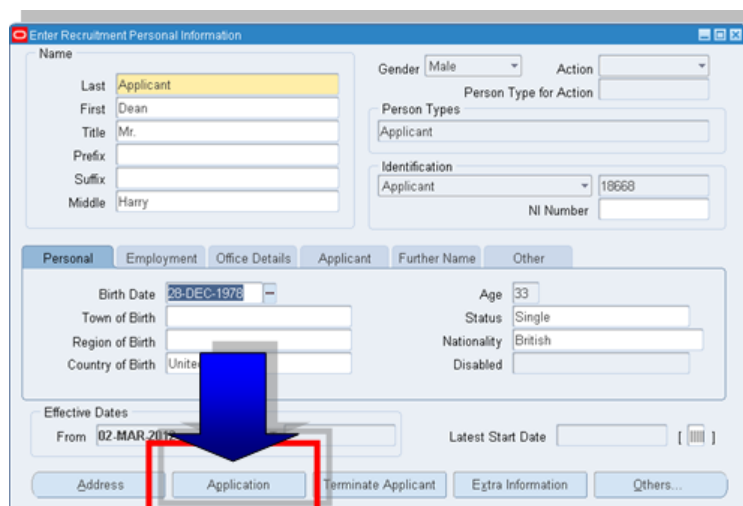 Enter Recruitment Personal Information
Name
Last Applicant
First Dean
Title Mr.
Prefix
Suffix
Middle Harry
Gender Male Action
Person Type for Action
Person Types
Applicant
Identification
Applicant 18668
NI Number
Personal Employment Office Details Applicant Further Name Other
Birth Date 28-DEC-1978
Town of Birth
Region of Birth
Country of Birth
Age 33
Status Single
Nationality British
Disabled
Effective Dates
From 02-MAR-2012
Latest Start Date [ ]
Address Application Terminate Applicant Extra Information Others...